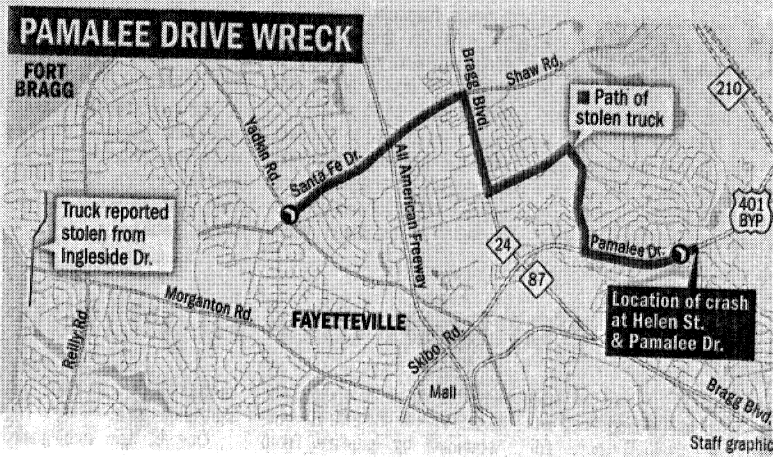 PAMALEE DRIVE WRECK
FORT
BRAGG
Yadkin Rd.
Santa Fe Dr.
All American Freeway
Bragg Blvd.
Shaw Rd.
Path of
stolen truck
210
401
BYP
Truck reported
stolen from
Ingleside Dr.
24
87
Pamalee Dr.
Location of crash
at Helen St.
& Pamalee Dr.
Morganton Rd.
Reilly Rd.
FAYETTEVILLE
Skibo Rd.
Mall
Bragg Blvd.
Staff graphic